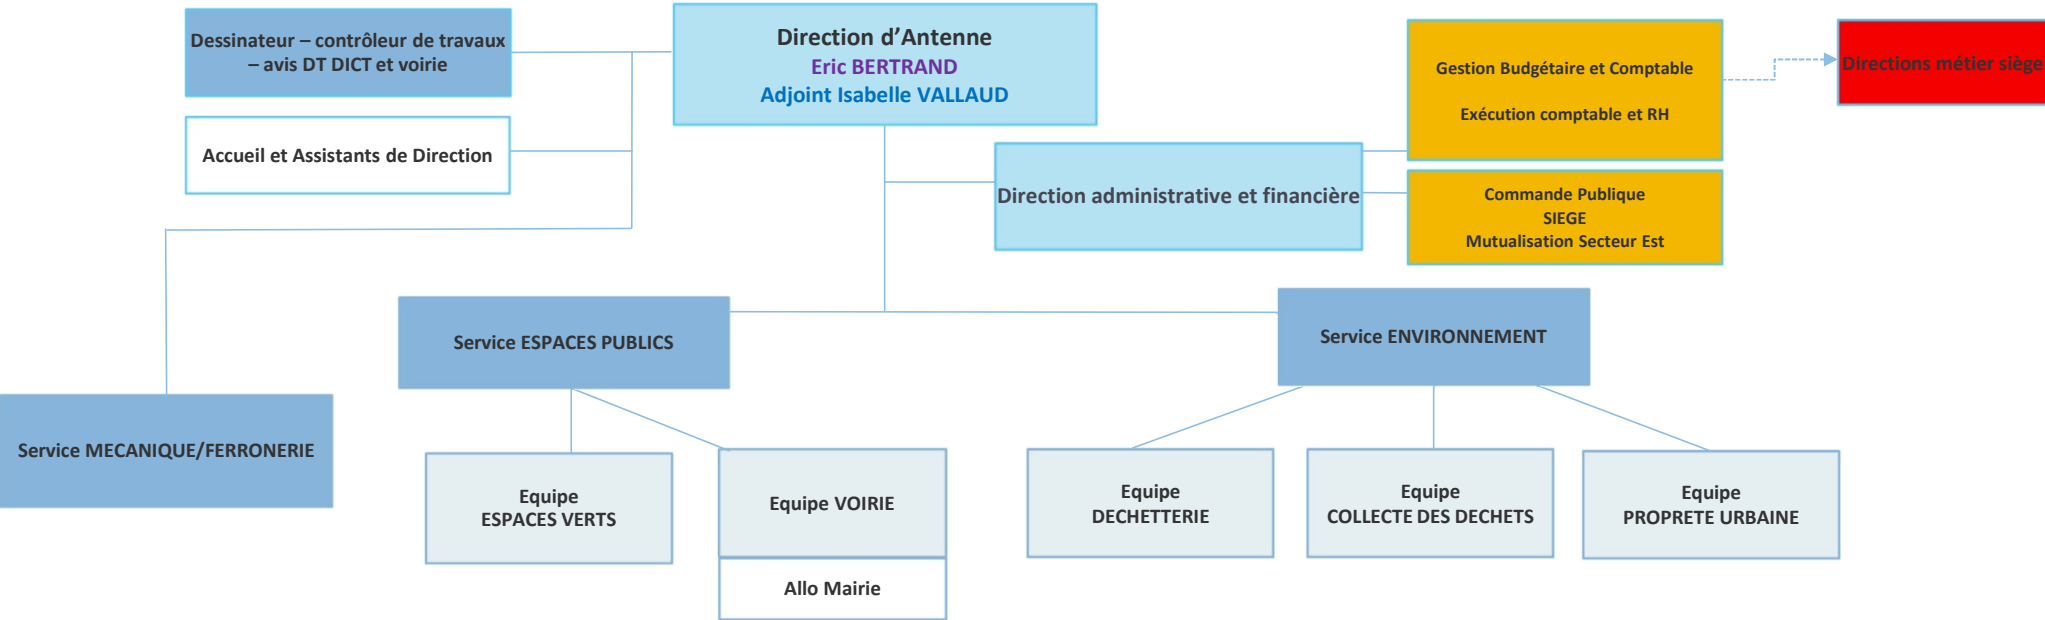 Dessinateur – contrôleur de travaux
– avis DT DICT et voirie
Accueil et Assistants de Direction
Direction d’Antenne
Eric BERTRAND
Adjoint Isabelle VALLAUD
Gestion Budgétaire et Comptable
Exécution comptable et RH
Directions métier siège
Direction administrative et financière
Commande Publique
SIEGE
Mutualisation Secteur Est
Service ESPACES PUBLICS
Service ENVIRONNEMENT
Service MECANIQUE/FERRONERIE
Equipe
ESPACES VERTS
Equipe VOIRIE
Allo Mairie
Equipe
DECHETTERIE
Equipe
COLLECTE DES DECHETS
Equipe
PROPRETE URBAINE